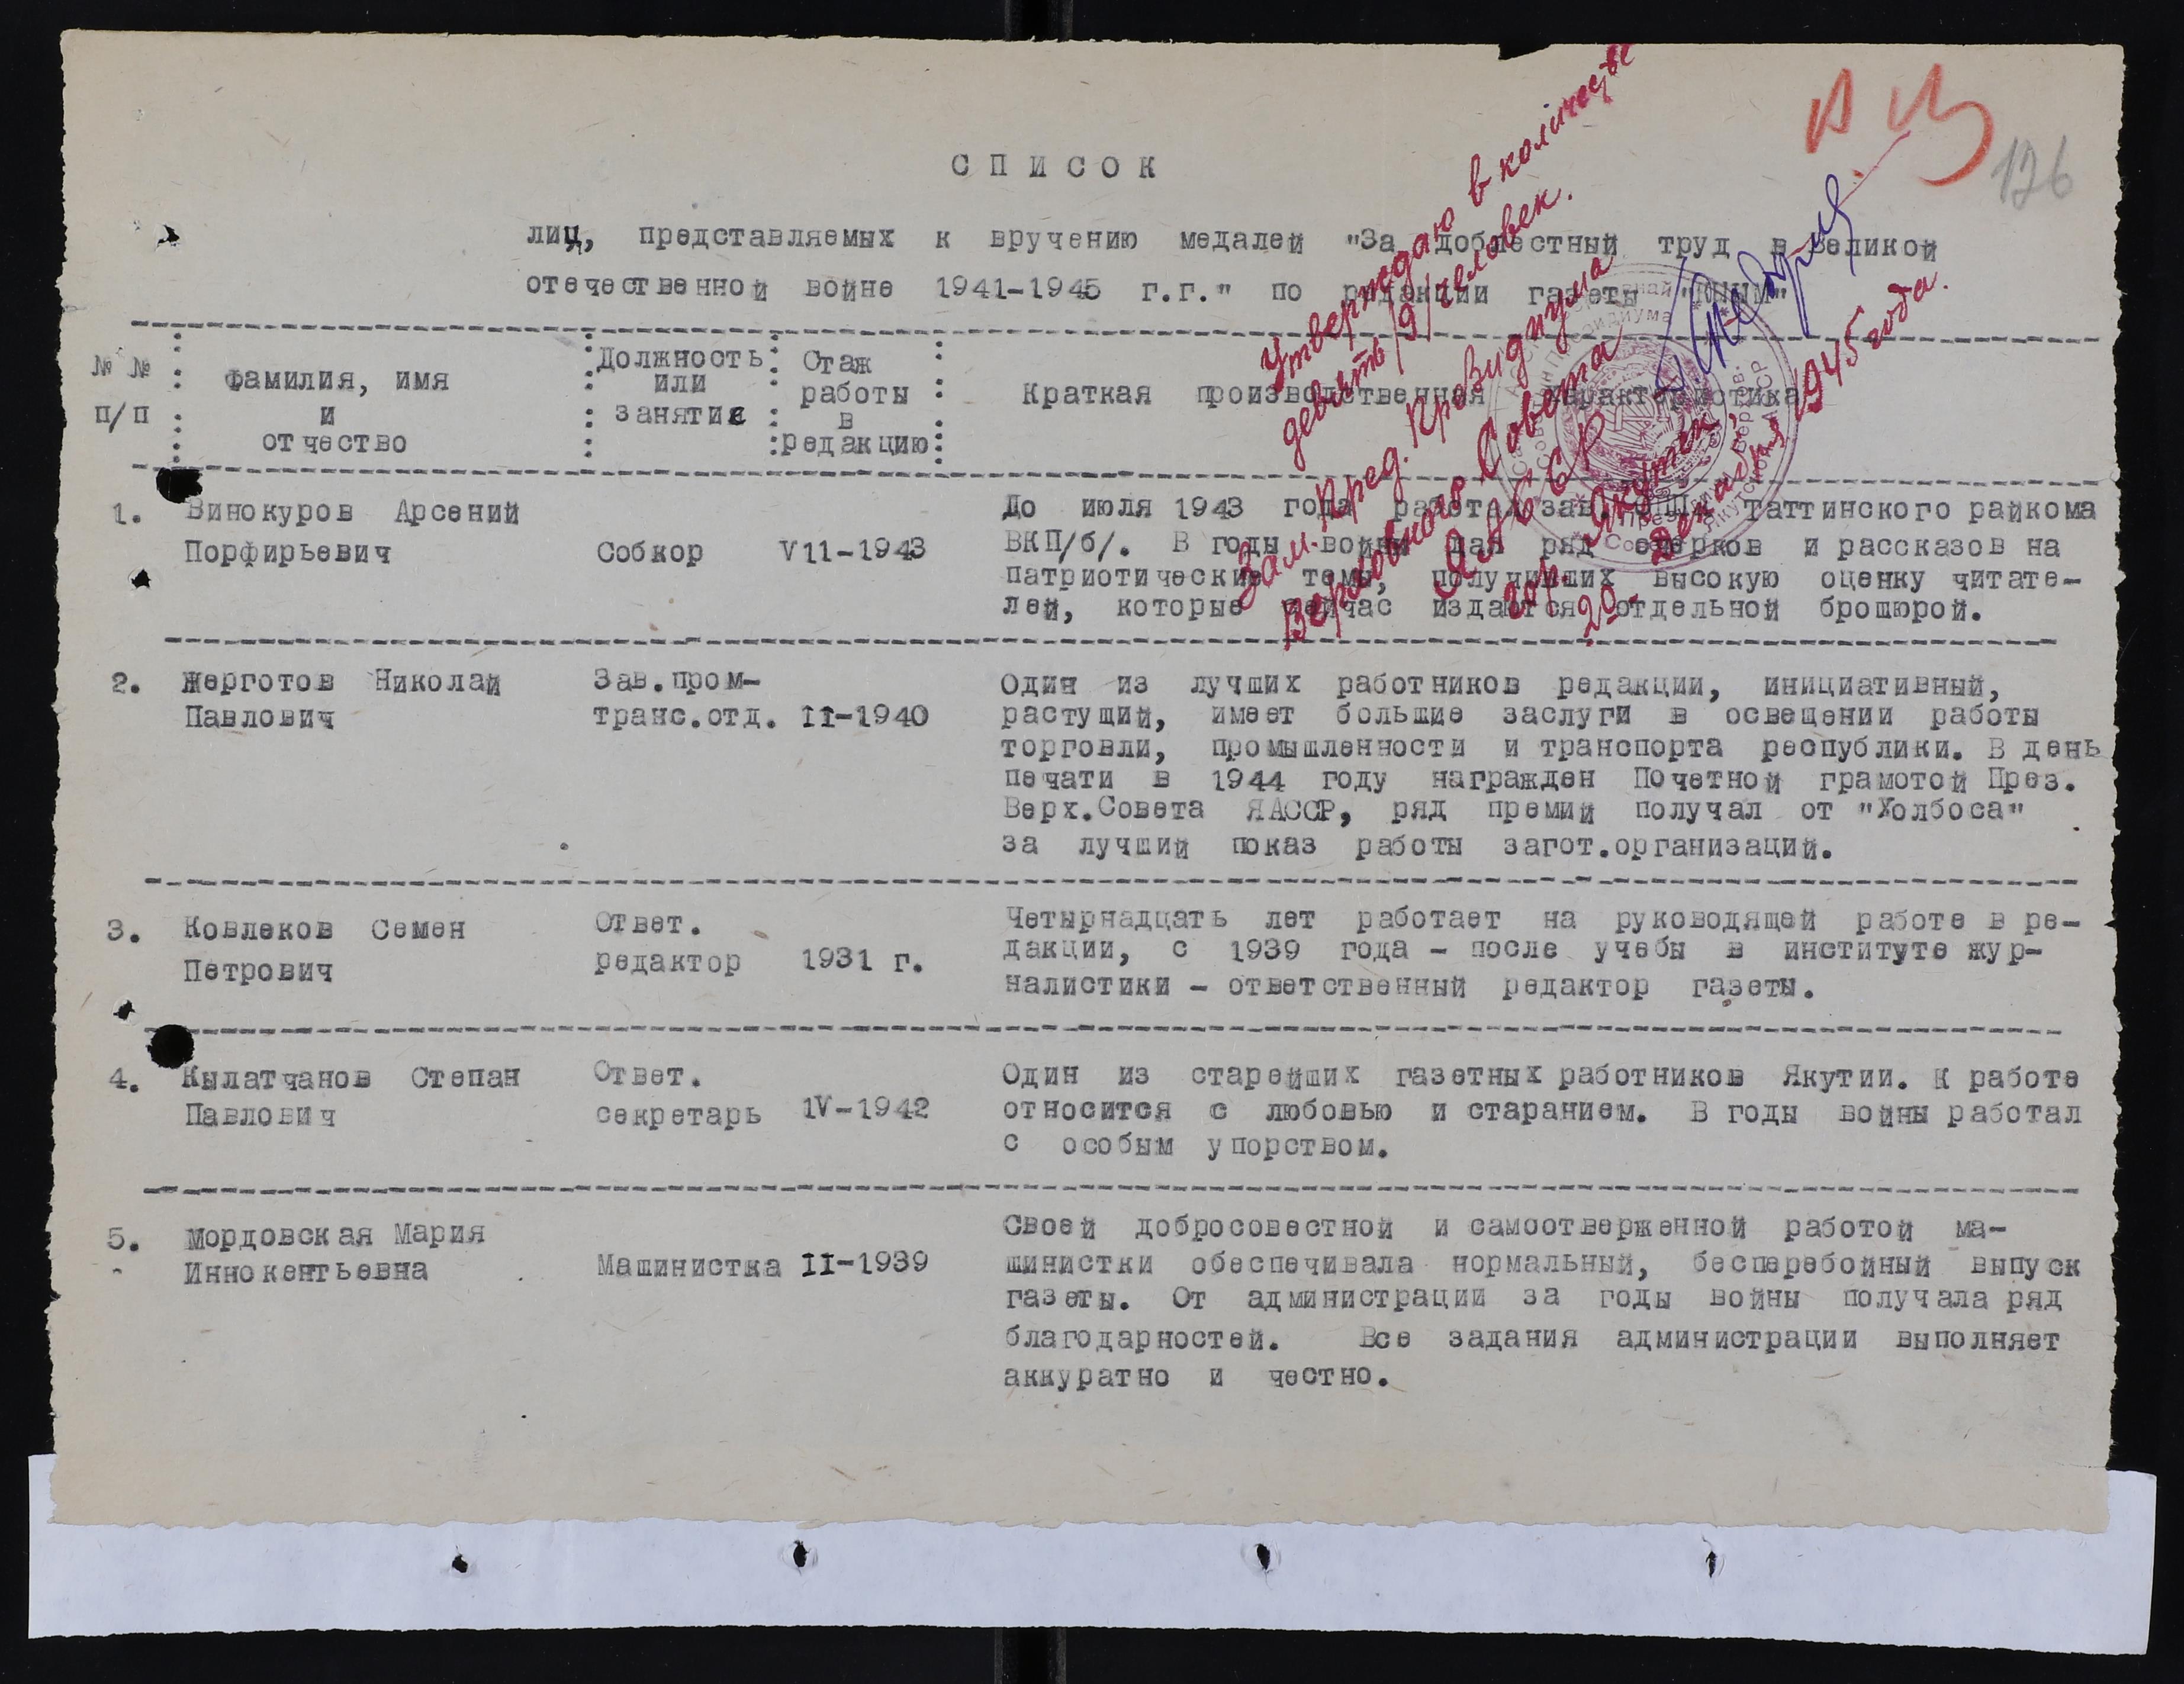 СПИСОК
лиц, представляемых к вручению медалей "За доблестный труд в Великой
отечественной войне 1941-1945 г.г." по редакции газеты "КЫЫМ"
№ № п/п
Фамилия, имя и отчество
Должность или занятие
Стаж работы в редакцию
Краткая производственная характеристика
1. Винокуров Арсений
Порфирьевич
Собкор
V11-1943
До июля 1943 года работал зав. Таттинского райкома
ВКП/б/. В годы войны дал ряд очерков и рассказов на
патриотические темы, получивших высокую оценку читате-
лей, которые сейчас издаются отдельной брошюрой.
2. Жерготов Николай
Павлович
Зав.пром-
транс.отд.
II-1940
Один из лучших работников редакции, инициативный,
растущий, имеет большие заслуги в освещении работы
торговли, промышленности и транспорта республики. В день
печати в 1944 году награжден Почетной грамотой През.
Верх.Совета ЯАССР, ряд премий получал от "Холбоса"
за лучший показ работы загот.организаций.
3. Ковлеков Семен
Петрович
Ответ.
редактор
1931 г.
Четырнадцать лет работает на руководящей работе в ре-
дакции, с 1939 года - после учебы в институте жур-
налистики - ответственный редактор газеты.
4. Кылатчанов Степан
Павлович
Ответ.
секретарь
1V-1942
Один из старейших газетных работников Якутии. К работе
относится с любовью и старанием. В годы войны работал
с особым упорством.
5. Мордовская Мария
Иннокентьевна
Машинистка
II-1939
Своей добросовестной и самоотверженной работой ма-
шинистки обеспечивала нормальный, бесперебойный выпуск
газеты. От администрации за годы войны получала ряд
благодарностей. Все задания администрации выполняет
аккуратно и честно.
Утверждаю в количестве
девять /9/ человек.
Зам. Пред. Президиума
Верховного Совета
ЯАССР
гор. Якутск,
20 декабря 1945 года.
126